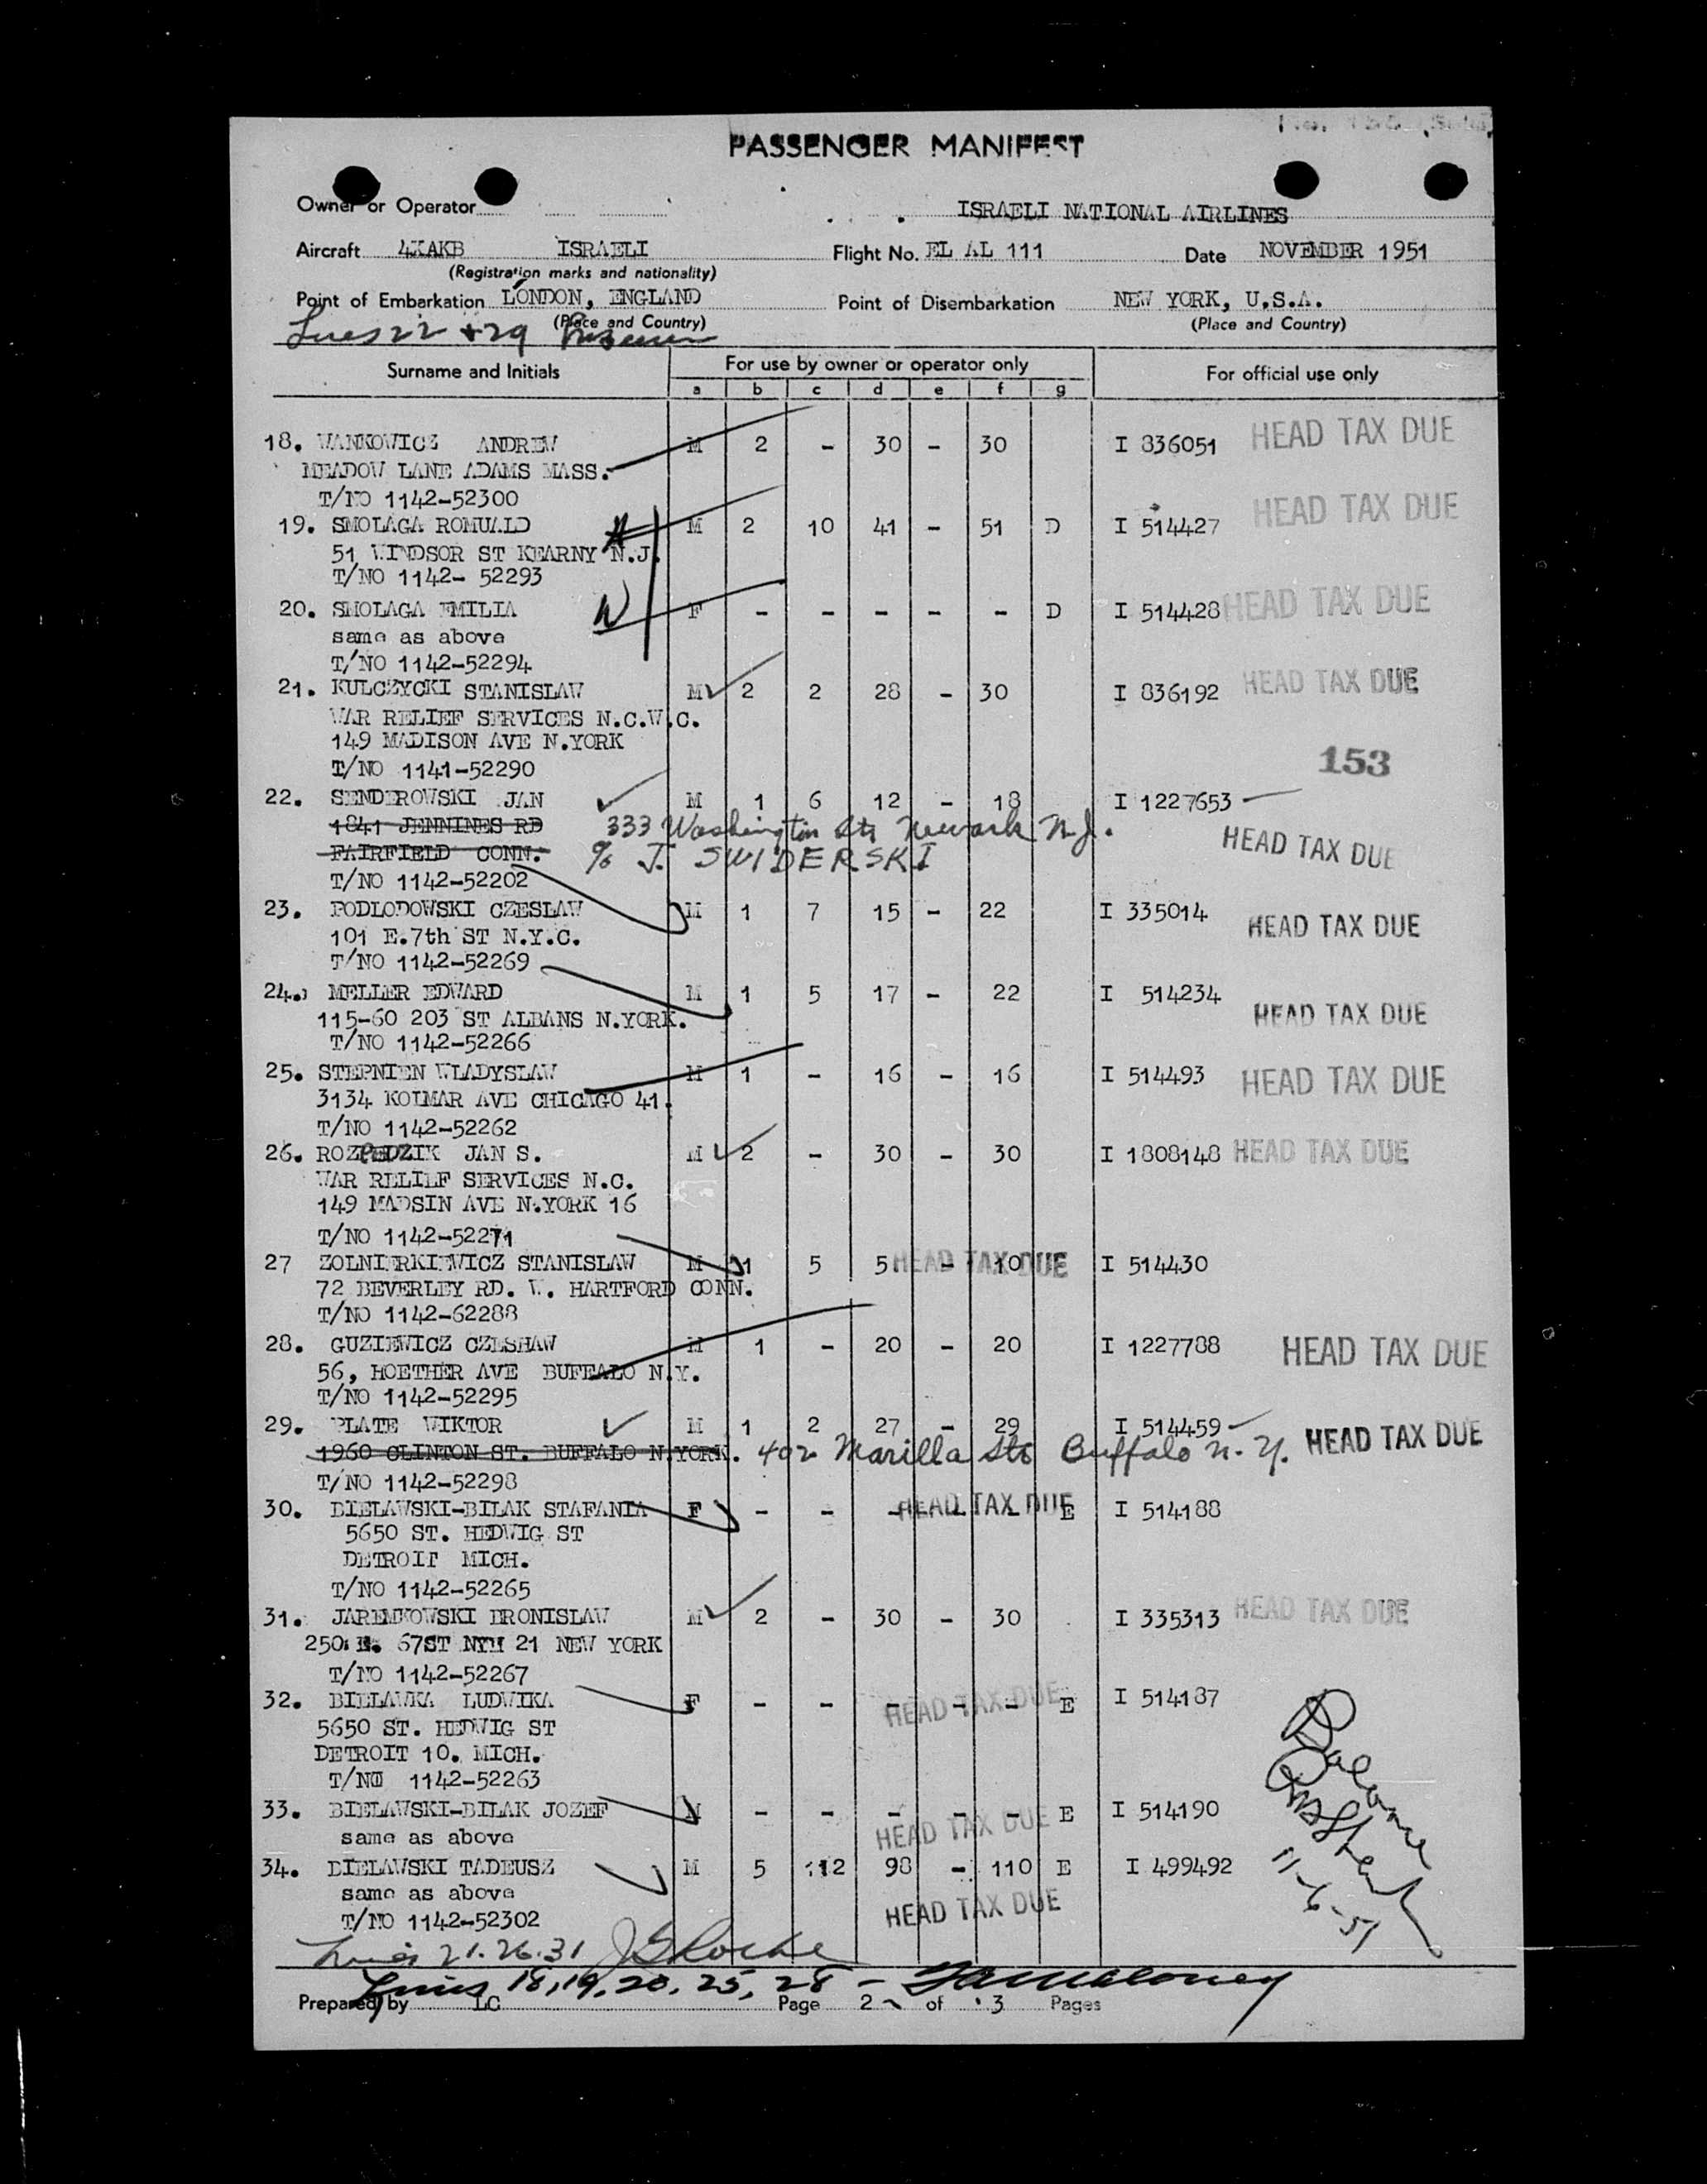 PASSENGER MANIFEST
Owner or Operator ISRAELI NATIONAL AIRLINES
Aircraft 4XAKB ISRAELI Flight No. EL AL 111 Date NOVEMBER 1951
(Registration marks and nationality)
Point of Embarkation LONDON, ENGLAND Point of Disembarkation NEW YORK, U.S.A.
(Place and Country) (Place and Country)
Lines 22 + 29
Surname and Initials For use by owner or operator only For official use only
a b c d e f g
18. WANKOWICZ ANDREW M 2 - 30 - 30 I 836051 HEAD TAX DUE
MEADOW LANE ADAMS MASS.
T/NO 1142-52300
19. SMOLAGA ROMUALD M 2 10 41 - 51 D I 514427 HEAD TAX DUE
51 WINDSOR ST KEARNY N.J.
T/NO 1142- 52293
20. SMOLAGA EMILIA W F - - - - - D I 514428 HEAD TAX DUE
same as above
T/NO 1142-52294
21. KULCZYCKI STANISLAW M 2 2 28 - 30 I 836192 HEAD TAX DUE
WAR RELIEF SERVICES N.C.W.C.
149 MADISON AVE N.YORK
153
T/NO 1141-52290
22. SENDEROWSKI JAN M 1 6 12 - 18 I 1227653
1841 JENNINES RD 333 Washington St, Newark N.J.
FAIRFIELD CONN. % J. SWIDERSKI HEAD TAX DUE
T/NO 1142-52202
23. PODLODOWSKI CZESLAW M 1 7 15 - 22 I 335014 HEAD TAX DUE
101 E.7th ST N.Y.C.
T/NO 1142-52269
24. MELLER EDWARD M 1 5 17 - 22 I 514234 HEAD TAX DUE
115-60 203 ST ALBANS N.YORK.
T/NO 1142-52266
25. STEPNIEN WLADYSLAW M 1 - 16 - 16 I 514493 HEAD TAX DUE
3134 KOLMAR AVE CHICAGO 41.
T/NO 1142-52262
26. ROZPEDZIK JAN S. M 2 - 30 - 30 I 1808148 HEAD TAX DUE
WAR RELIEF SERVICES N.C.
149 MADSIN AVE N.YORK 16
T/NO 1142-52271
27 ZOLNIERKIEWICZ STANISLAW M 1 5 5 - 10 HEAD TAX DUE I 514430
72 BEVERLEY RD. W. HARTFORD CONN.
T/NO 1142-62288
28. GUZIEWICZ CZESHAW M 1 - 20 - 20 I 1227788 HEAD TAX DUE
56, HOETHER AVE BUFFALO N.Y.
T/NO 1142-52295
29. PLATE WIKTOR M 1 2 27 - 29 I 514459 HEAD TAX DUE
1960 CLINTON ST. BUFFALO N.YORK. 402 Marilla St. Buffalo N.Y.
T/NO 1142-52298
30. BIELAWSKI-BILAK STAFANIA F - - - - - HEAD TAX DUE E I 514188
5650 ST. HEDWIG ST
DETROIT MICH.
T/NO 1142-52265
31. JAREMKOWSKI BRONISLAW M 2 - 30 - 30 I 335313 HEAD TAX DUE
250 E. 67ST NYM 21 NEW YORK
T/NO 1142-52267
32. BIELAWKA LUDWIKA F - - - - - HEAD TAX DUE E I 514187
5650 ST. HEDWIG ST
DETROIT 10. MICH.
T/NO 1142-52263
33. BIELAWSKI-BILAK JOZEF M - - - - - HEAD TAX DUE E I 514190
same as above
34. BIELAWSKI TADEUSZ M 5 112 98 - 110 E I 499492
same as above
T/NO 1142-52302 HEAD TAX DUE
Balance
11-6-51
Lines 21.26.31
Lines 18, 19, 20, 25, 28 -
Prepared by LC Page 2 of 3 Pages